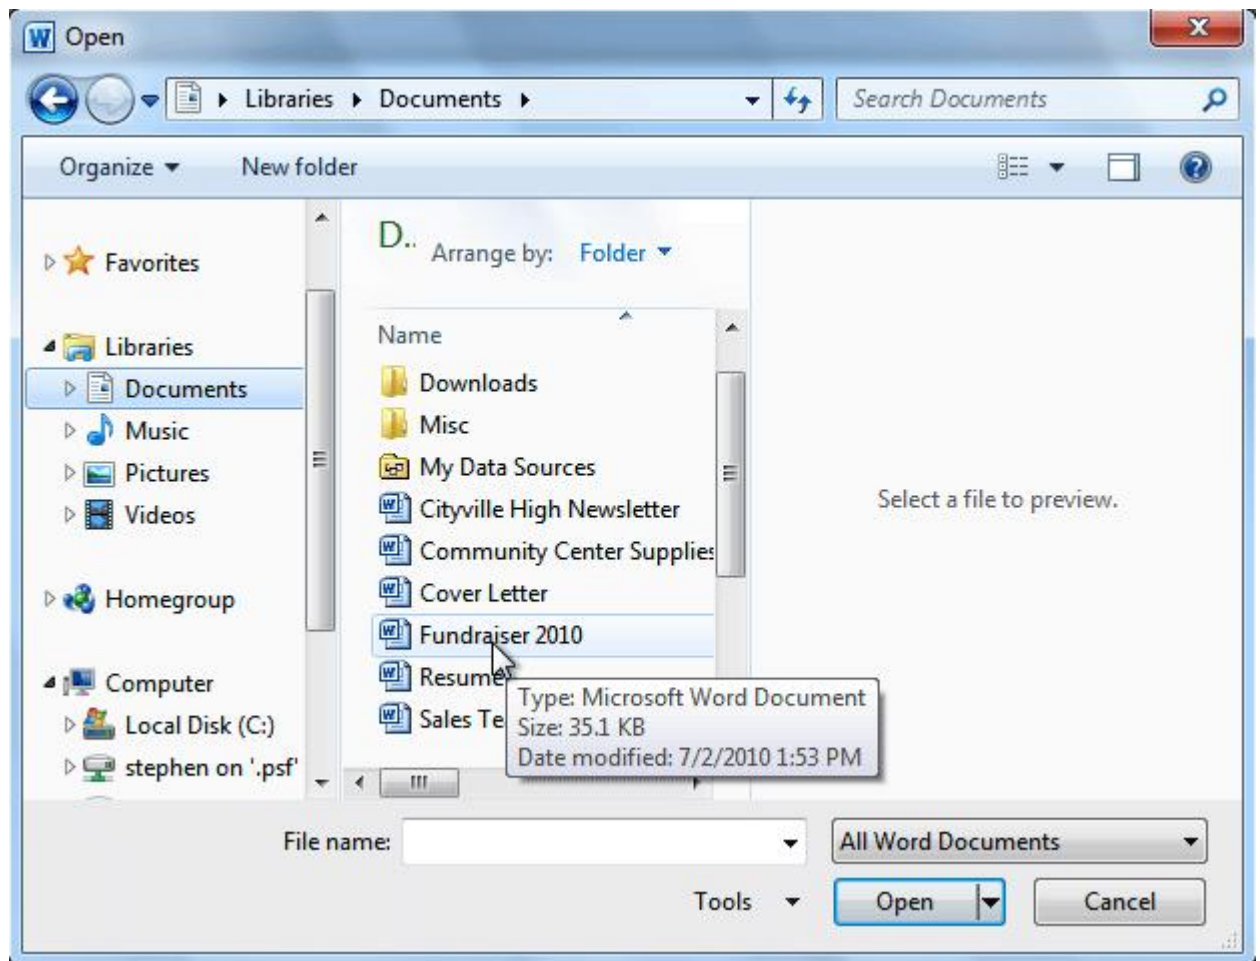 Open
Libraries Documents
Search Documents
Organize New folder
Favorites
Libraries
Documents
Music
Pictures
Videos
Homegroup
Computer
Local Disk (C:)
stephen on '.psf'
D..
Arrange by: Folder
Name
Downloads
Misc
My Data Sources
Cityville High Newsletter
Community Center Supplies
Cover Letter
Fundraiser 2010
Resume
Sales Te
Type: Microsoft Word Document
Size: 35.1 KB
Date modified: 7/2/2010 1:53 PM
Select a file to preview.
File name:
All Word Documents
Tools Open Cancel